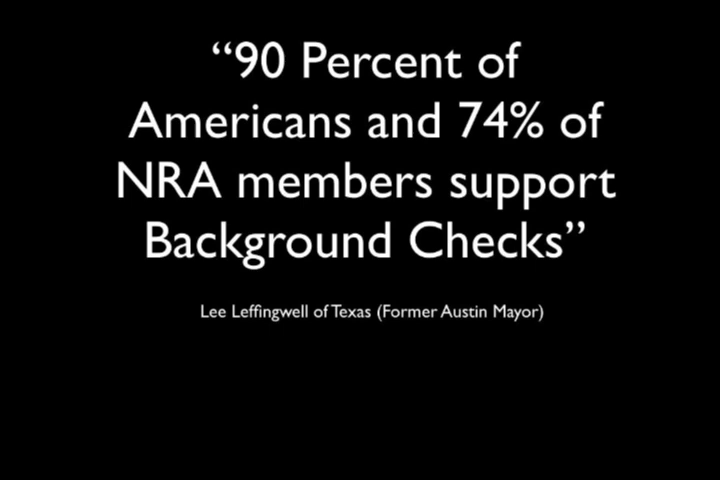 “90 Percent of
Americans and 74% of
NRA members support
Background Checks”
Lee Leffingwell of Texas (Former Austin Mayor)